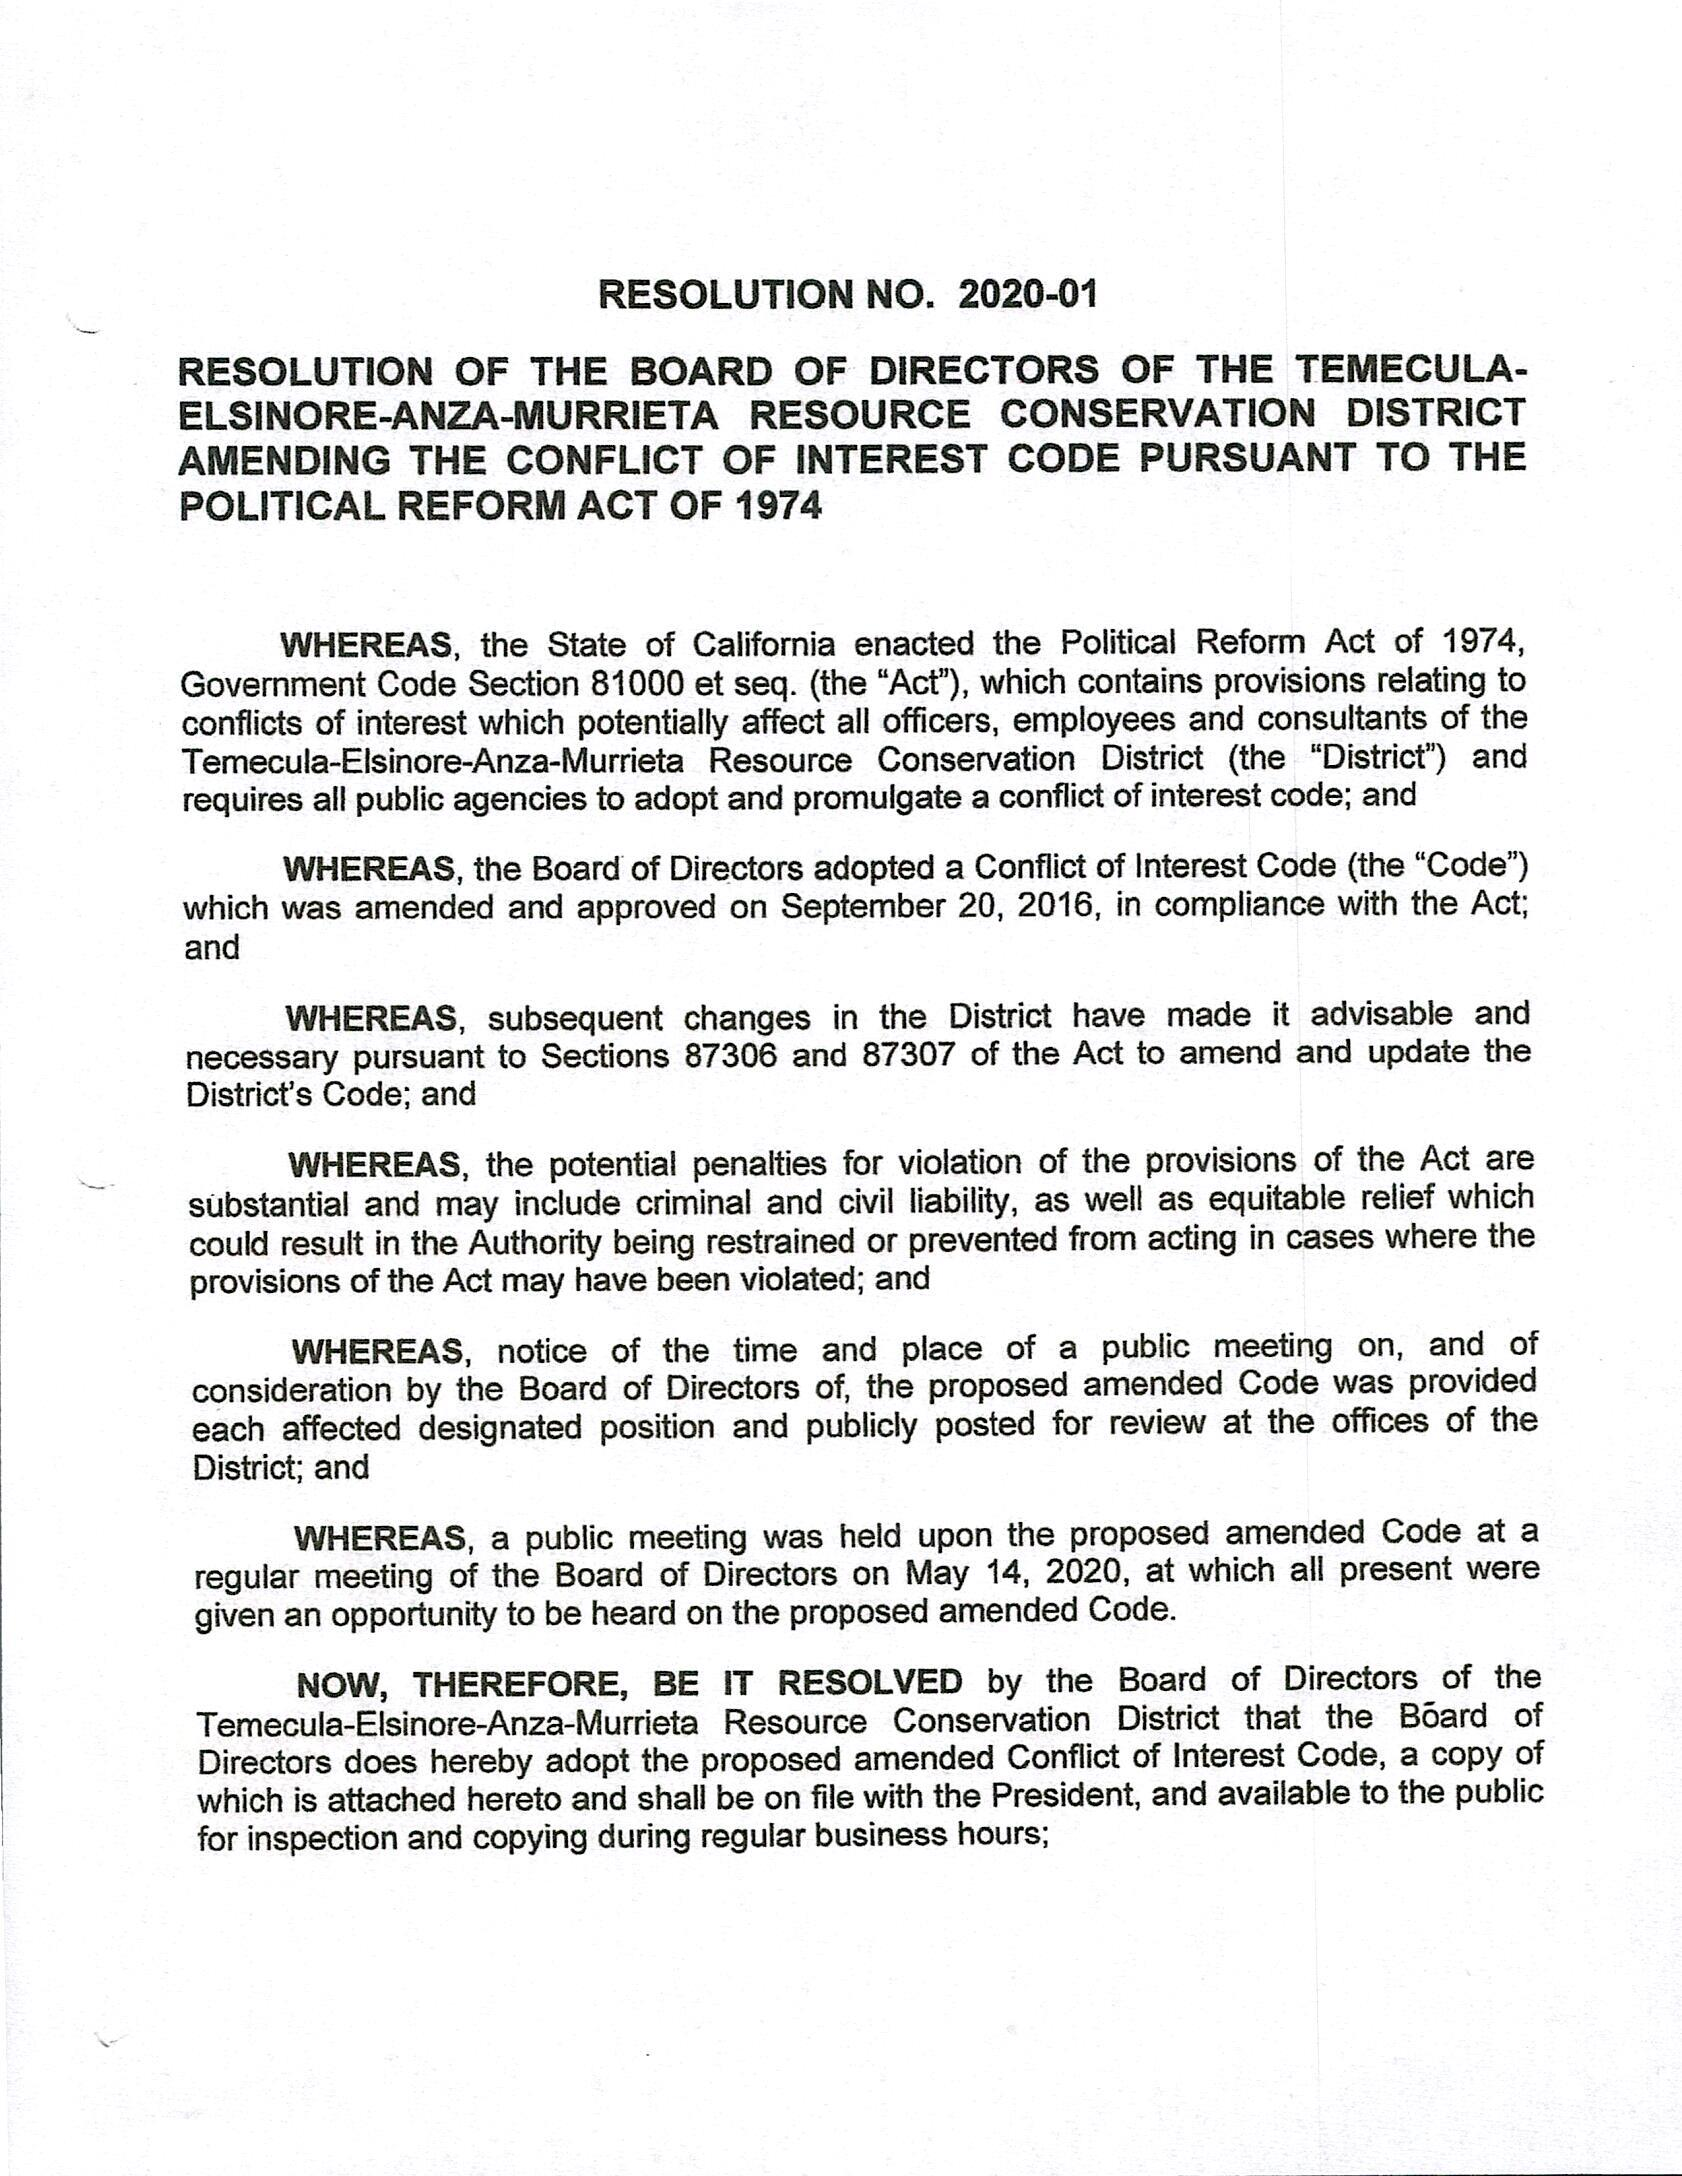 RESOLUTION NO. 2020-01
RESOLUTION OF THE BOARD OF DIRECTORS OF THE TEMECULA-
ELSINORE-ANZA-MURRIETA RESOURCE CONSERVATION DISTRICT
AMENDING THE CONFLICT OF INTEREST CODE PURSUANT TO THE
POLITICAL REFORM ACT OF 1974
WHEREAS, the State of California enacted the Political Reform Act of 1974,
Government Code Section 81000 et seq. (the “Act”), which contains provisions relating to
conflicts of interest which potentially affect all officers, employees and consultants of the
Temecula-Elsinore-Anza-Murrieta Resource Conservation District (the “District”) and
requires all public agencies to adopt and promulgate a conflict of interest code; and
WHEREAS, the Board of Directors adopted a Conflict of Interest Code (the “Code”)
which was amended and approved on September 20, 2016, in compliance with the Act;
and
WHEREAS, subsequent changes in the District have made it advisable and
necessary pursuant to Sections 87306 and 87307 of the Act to amend and update the
District's Code; and
WHEREAS, the potential penalties for violation of the provisions of the Act are
substantial and may include criminal and civil liability, as well as equitable relief which
could result in the Authority being restrained or prevented from acting in cases where the
provisions of the Act may have been violated; and
WHEREAS, notice of the time and place of a public meeting on, and of
consideration by the Board of Directors of, the proposed amended Code was provided
each affected designated position and publicly posted for review at the offices of the
District; and
WHEREAS, a public meeting was held upon the proposed amended Code at a
regular meeting of the Board of Directors on May 14, 2020, at which all present were
given an opportunity to be heard on the proposed amended Code.
NOW, THEREFORE, BE IT RESOLVED by the Board of Directors of the
Temecula-Elsinore-Anza-Murrieta Resource Conservation District that the Board of
Directors does hereby adopt the proposed amended Conflict of Interest Code, a copy of
which is attached hereto and shall be on file with the President, and available to the public
for inspection and copying during regular business hours;